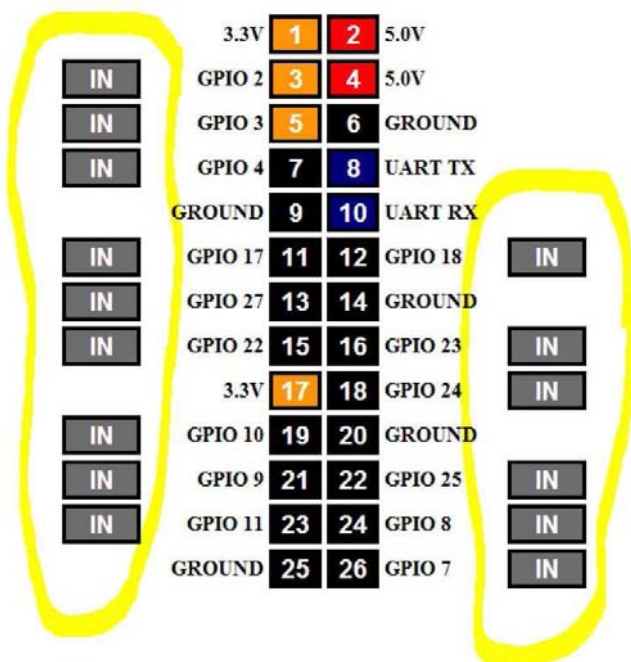 3.3V 1 2 5.0V
IN GPIO 2 3 4 5.0V
IN GPIO 3 5 6 GROUND
IN GPIO 4 7 8 UART TX
GROUND 9 10 UART RX
IN GPIO 17 11 12 GPIO 18 IN
IN GPIO 27 13 14 GROUND
IN GPIO 22 15 16 GPIO 23 IN
3.3V 17 18 GPIO 24 IN
IN GPIO 10 19 20 GROUND
IN GPIO 9 21 22 GPIO 25 IN
IN GPIO 11 23 24 GPIO 8 IN
GROUND 25 26 GPIO 7 IN